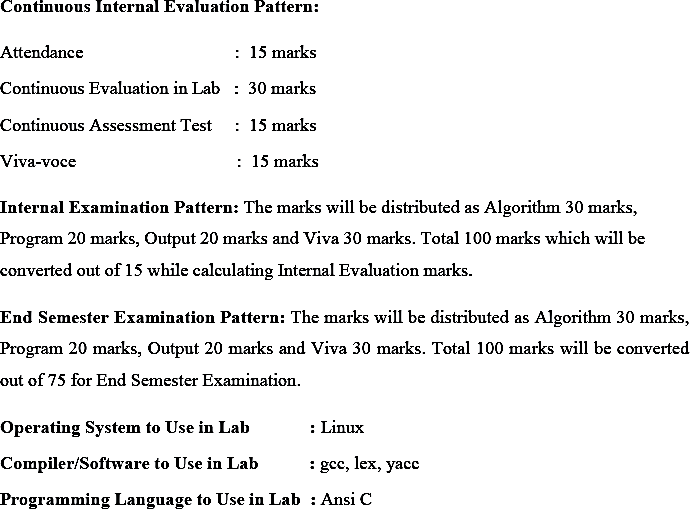 Continuous Internal Evaluation Pattern:
Attendance : 15 marks
Continuous Evaluation in Lab : 30 marks
Continuous Assessment Test : 15 marks
Viva-voce : 15 marks
Internal Examination Pattern: The marks will be distributed as Algorithm 30 marks,
Program 20 marks, Output 20 marks and Viva 30 marks. Total 100 marks which will be
converted out of 15 while calculating Internal Evaluation marks.
End Semester Examination Pattern: The marks will be distributed as Algorithm 30 marks,
Program 20 marks, Output 20 marks and Viva 30 marks. Total 100 marks will be converted
out of 75 for End Semester Examination.
Operating System to Use in Lab : Linux
Compiler/Software to Use in Lab : gcc, lex, yacc
Programming Language to Use in Lab : Ansi C